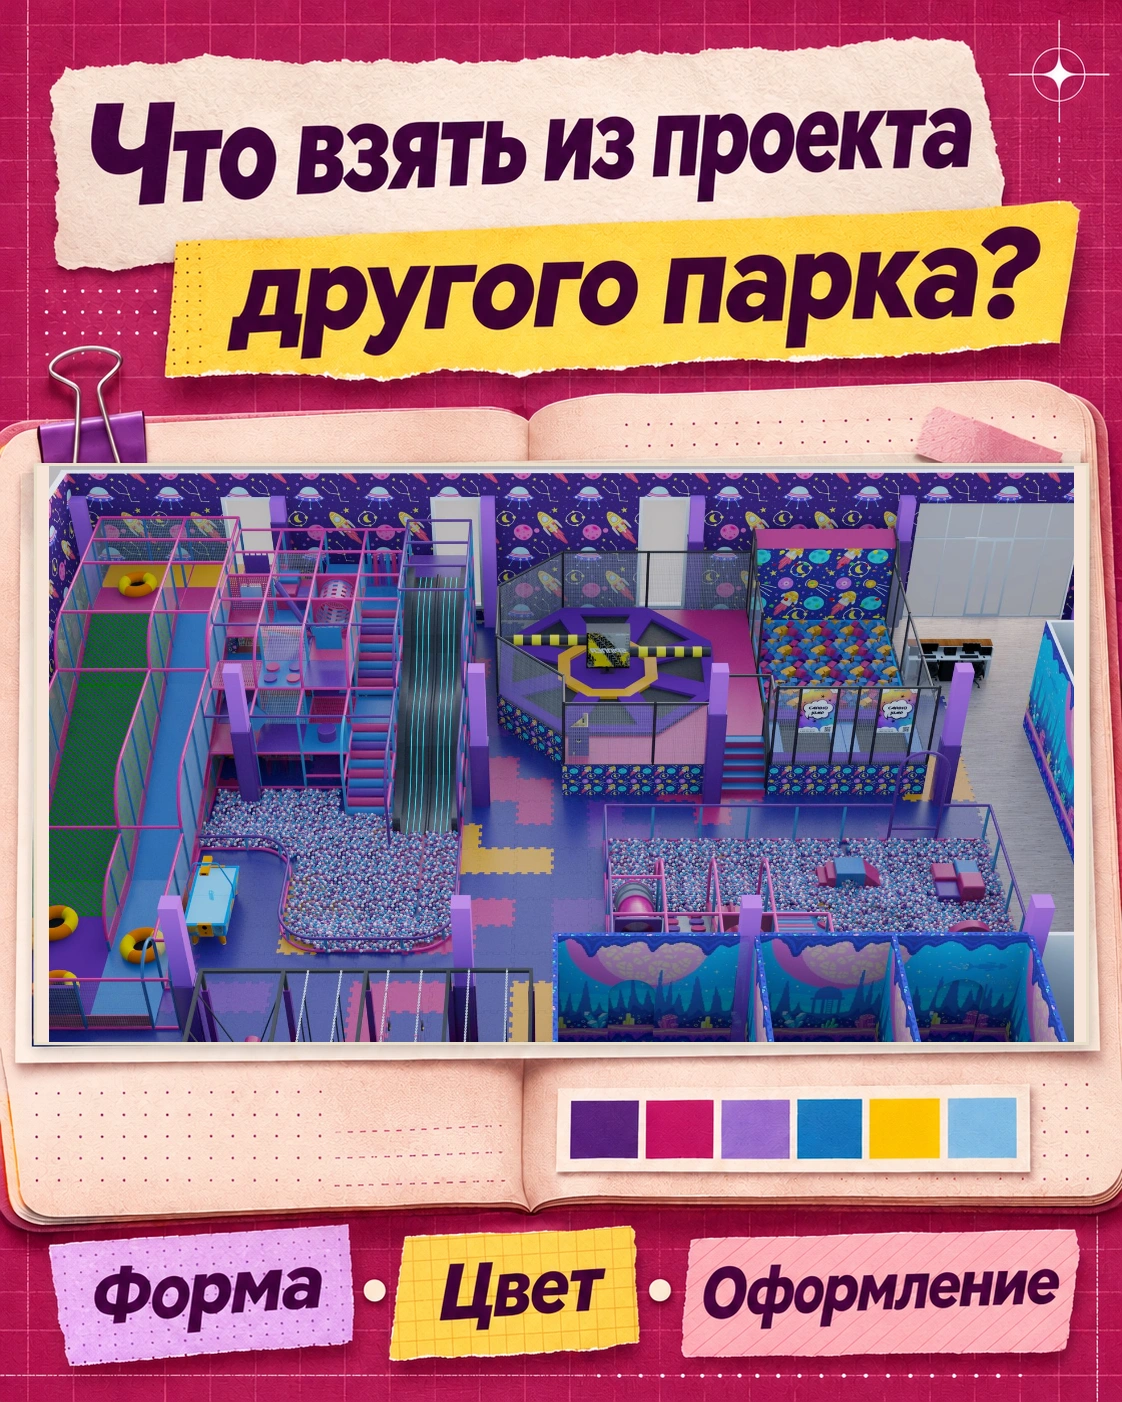 Что взять из проекта
другого парка?
Форма • Цвет • Оформление